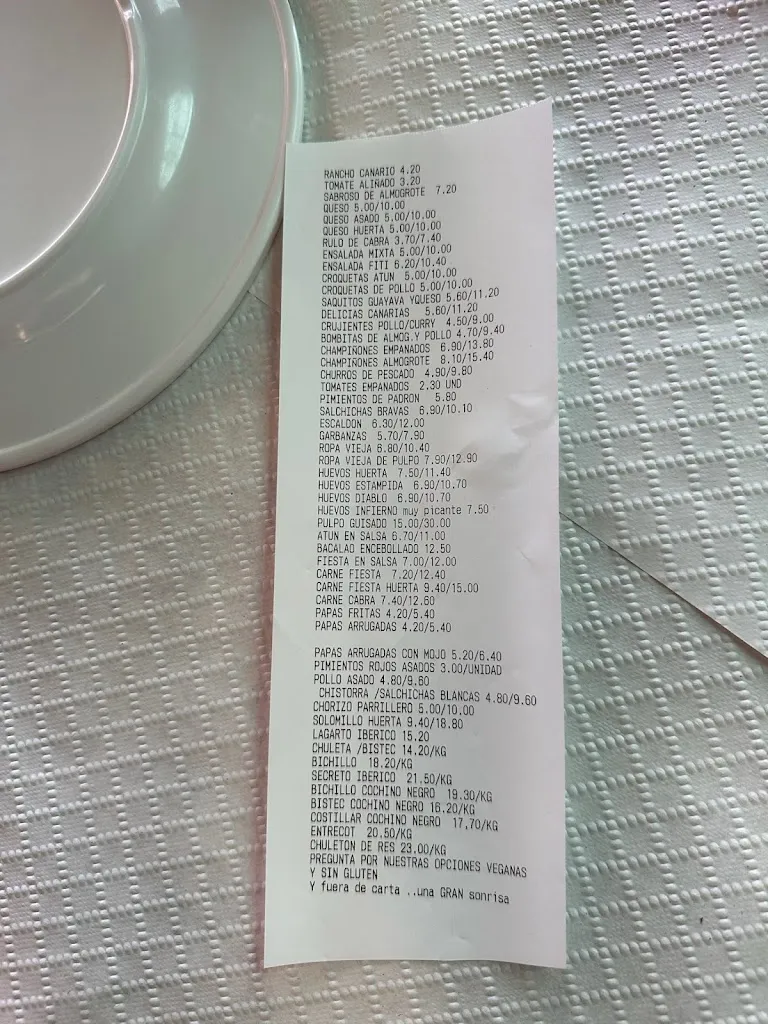 RANCHO CANARIO 4.20
TOMATE ALIÑADO 3.20
SABROSO DE ALMOGROTE 7.20
QUESO 5.00/10.00
QUESO ASADO 5.00/10.00
QUESO HUERTA 5.00/10.00
RULO DE CABRA 3.70/7.40
ENSALADA MIXTA 5.00/10.00
ENSALADA FITI 6.20/10.40
CROQUETAS ATUN 5.00/10.00
CROQUETAS DE POLLO 5.00/10.00
SAQUITOS GUAYAVA YQUESO 5.60/11.20
DELICIAS CANARIAS 5.60/11.20
CRUJIENTES POLLO/CURRY 4.50/9.00
BOMBITAS DE ALMOG.Y POLLO 4.70/9.40
CHAMPIÑONES EMPANADOS 6.90/13.80
CHAMPIÑONES ALMOGROTE 8.10/15.40
CHURROS DE PESCADO 4.90/9.80
TOMATES EMPANADOS 2.30 UND
PIMIENTOS DE PADRON 5.80
SALCHICHAS BRAVAS 6.90/10.10
ESCALDON 6.30/12.00
GARBANZAS 5.70/7.90
ROPA VIEJA 6.80/10.40
ROPA VIEJA DE PULPO 7.90/12.90
HUEVOS HUERTA 7.50/11.40
HUEVOS ESTAMPIDA 6.90/10.70
HUEVOS DIABLO 6.90/10.70
HUEVOS INFIERNO muy picante 7.50
PULPO GUISADO 15.00/30.00
ATUN EN SALSA 6.70/11.00
BACALAO ENCEBOLLADO 12.50
FIESTA EN SALSA 7.00/12.00
CARNE FIESTA 7.20/12.40
CARNE FIESTA HUERTA 9.40/15.00
CARNE CABRA 7.40/12.60
PAPAS FRITAS 4.20/5.40
PAPAS ARRUGADAS 4.20/5.40
PAPAS ARRUGADAS CON MOJO 5.20/6.40
PIMIENTOS ROJOS ASADOS 3.00/UNIDAD
POLLO ASADO 4.80/9.60
CHISTORRA /SALCHICHAS BLANCAS 4.80/9.60
CHORIZO PARRILLERO 5.00/10.00
SOLOMILLO HUERTA 9.40/18.80
LAGARTO IBERICO 15.20
CHULETA /BISTEC 14.20/KG
BICHILLO 18.20/KG
SECRETO IBERICO 21.50/KG
BICHILLO COCHINO NEGRO 19.30/KG
BISTEC COCHINO NEGRO 16.20/KG
COSTILLAR COCHINO NEGRO 17,70/KG
ENTRECOT 20.50/KG
CHULETON DE RES 23.00/KG
PREGUNTA POR NUESTRAS OPCIONES VEGANAS
Y SIN GLUTEN
Y fuera de carta ..una GRAN sonrisa